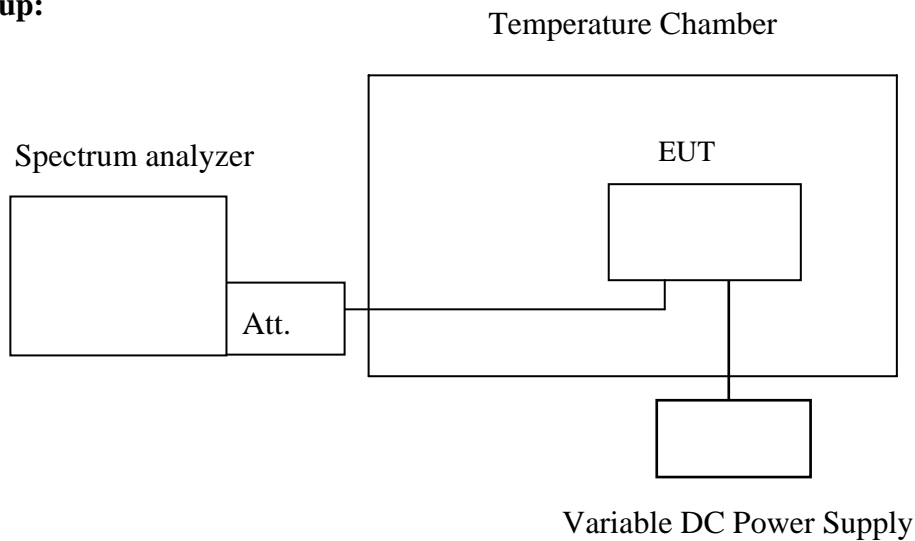 up:
Temperature Chamber
Spectrum analyzer
EUT
Att.
Variable DC Power Supply